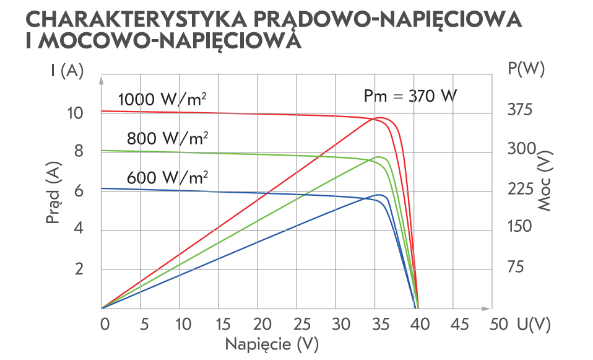 CHARAKTERYSTYKA PRĄDOWO-NAPIĘCIOWA
I MOCOWO-NAPIĘCIOWA
I (A)
P(W)
1000 W/m²
Pm = 370 W
10
375
800 W/m²
8
300
600 W/m²
6
225
Prąd (A)
Moc (V)
4
150
2
75
0 5 10 15 20 25 30 35 40 45 50 U(V)
Napięcie (V)